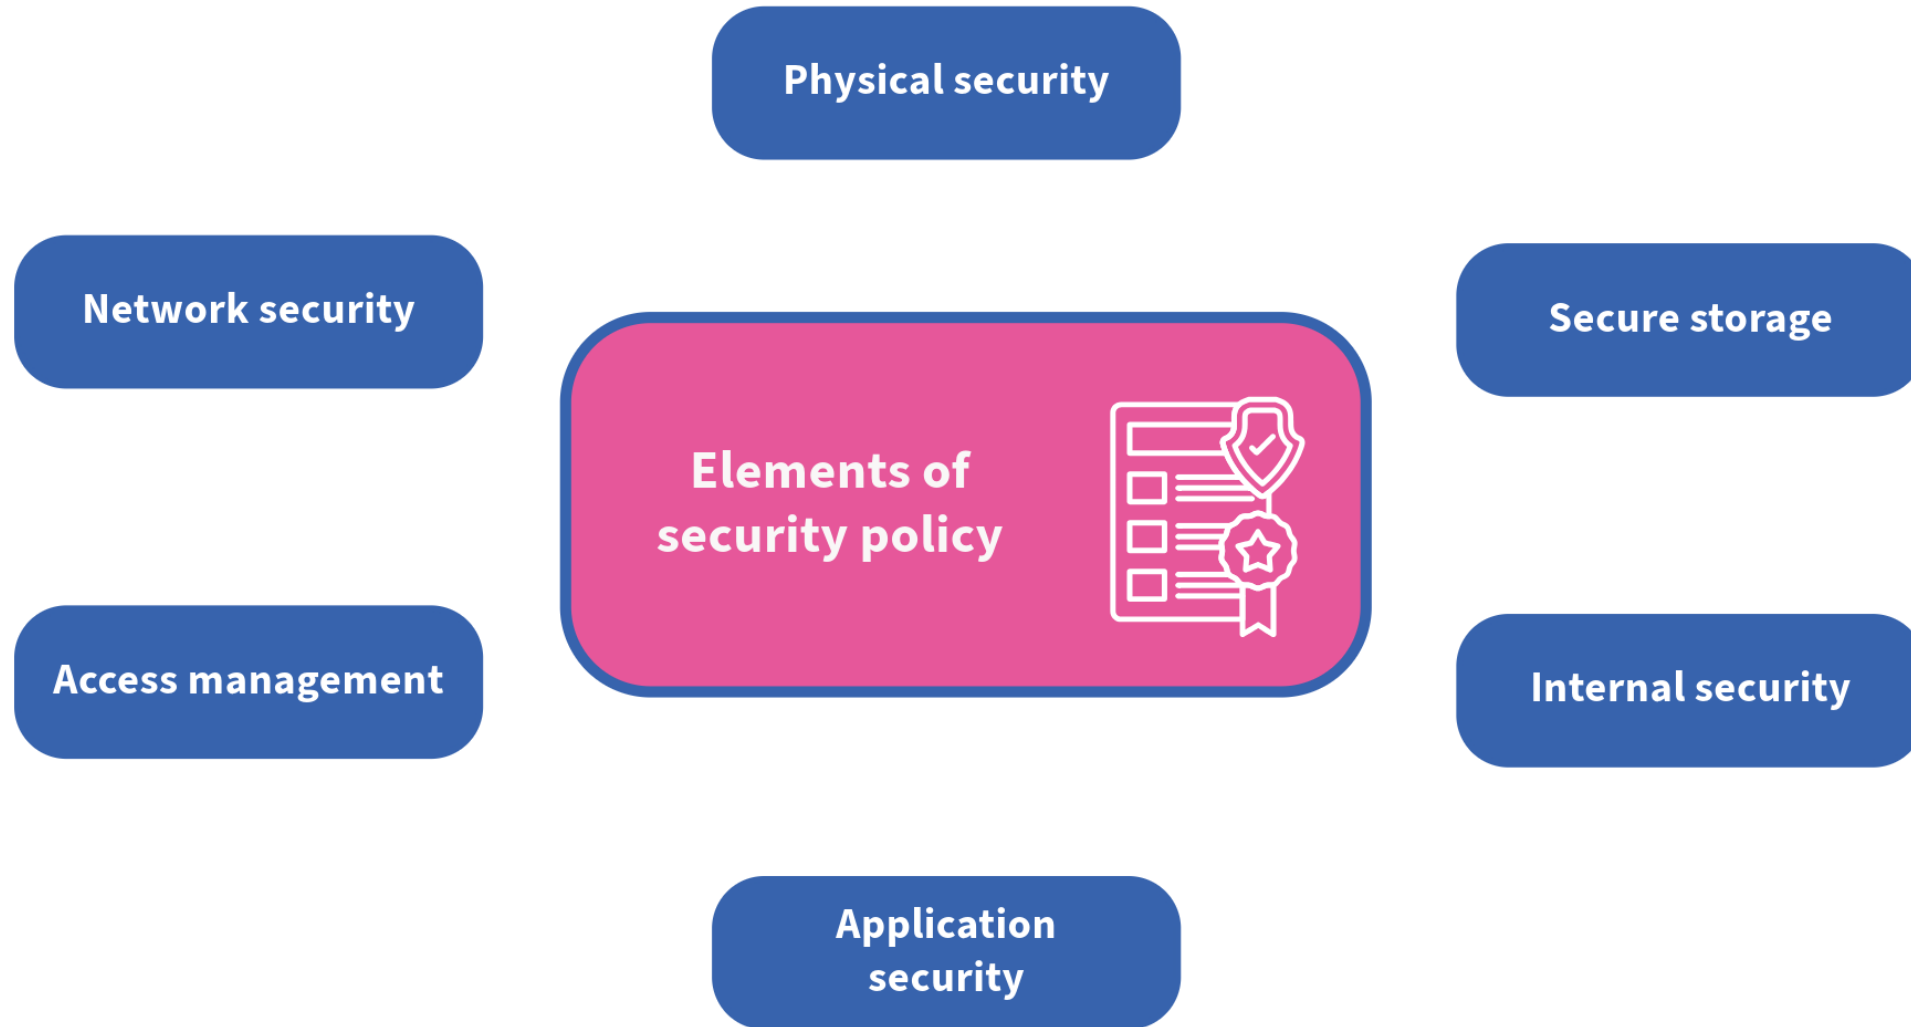 Physical security
Network security
Secure storage
Elements of
security policy
Access management
Internal security
Application
security